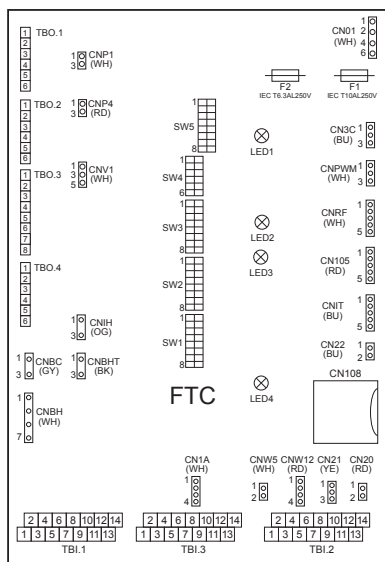 TBO.1
1
2
3
4
5
6
CNP1
(WH)
1
3
CN01
(WH)
1
2
4
6
F2
IEC T6.3AL250V
F1
IEC T10AL250V
TBO.2
1
2
3
4
5
6
CNP4
(RD)
1
3
SW5
1
8
LED1
CN3C
(BU)
1
3
TBO.3
1
2
3
4
5
6
7
8
CNV1
(WH)
1
3
5
SW4
1
6
CNPWM
(WH)
1
3
SW3
1
8
LED2
CNRF
(WH)
1
5
TBO.4
1
2
3
4
5
6
SW2
1
8
LED3
CN105
(RD)
1
5
CNIH
(OG)
1
3
SW1
1
8
CNIT
(BU)
1
5
CNBC
(GY)
1
3
CNBHT
(BK)
1
3
CN22
(BU)
1
2
CNBH
(WH)
1
7
FTC
LED4
CN108
CN1A
(WH)
1
4
CNW5
(WH)
1
2
CNW12
(RD)
1
4
CN21
(YE)
1
3
CN20
(RD)
1
2
2 4 6 8 10 12 14
1 3 5 7 9 11 13
TBI.1
2 4 6 8 10 12 14
1 3 5 7 9 11 13
TBI.3
2 4 6 8 10 12 14
1 3 5 7 9 11 13
TBI.2